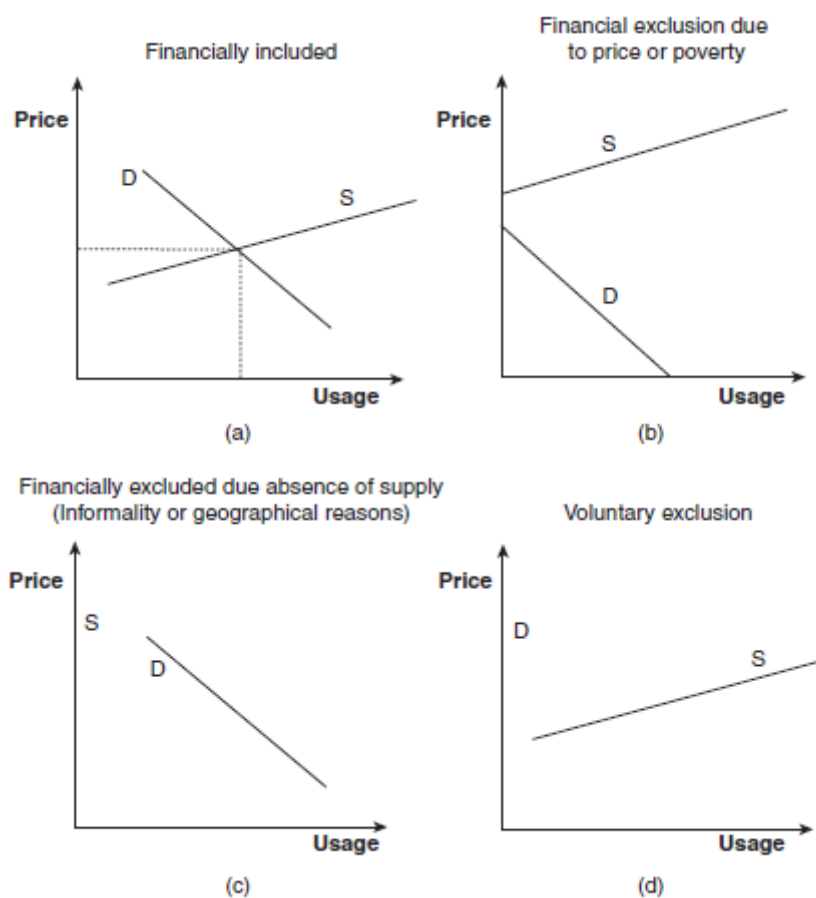 Financially included
Price
D
S
Usage
(a)
Financial exclusion due
to price or poverty
Price
S
D
Usage
(b)
Financially excluded due absence of supply
(Informality or geographical reasons)
Price
S
D
Usage
(c)
Voluntary exclusion
Price
D
S
Usage
(d)